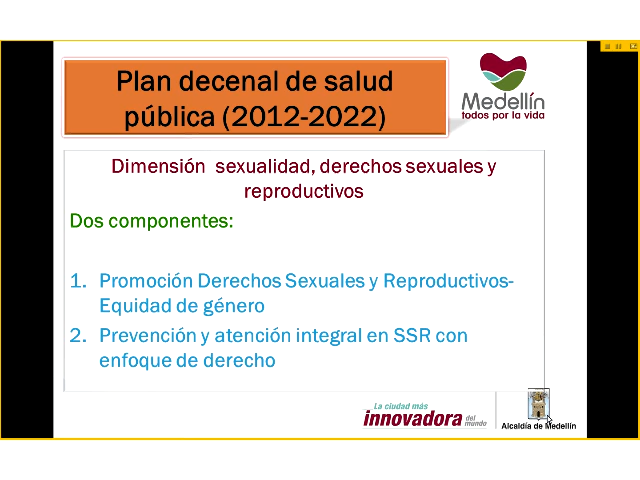 Plan decenal de salud
pública (2012-2022)
Medellín
todos por la vida
Dimensión sexualidad, derechos sexuales y
reproductivos
Dos componentes:
1. Promoción Derechos Sexuales y Reproductivos-
Equidad de género
2. Prevención y atención integral en SSR con
enfoque de derecho
La ciudad más
innovadora del
mundo
Alcaldía de Medellín